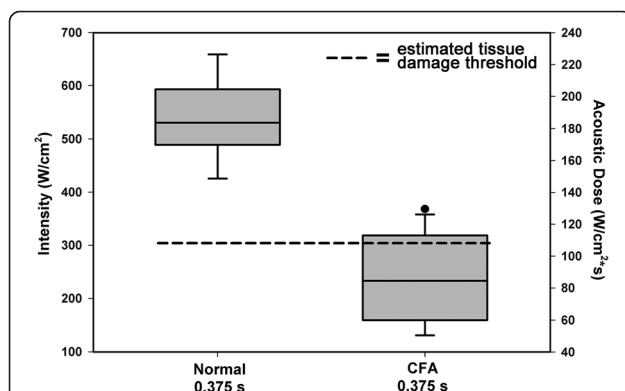 700
600
500
400
300
200
100
Intensity (W/cm²)
= estimated tissue
damage threshold
240
220
200
180
160
140
120
100
80
60
40
Acoustic Dose (W/cm²*s)
Normal
0.375 s
CFA
0.375 s